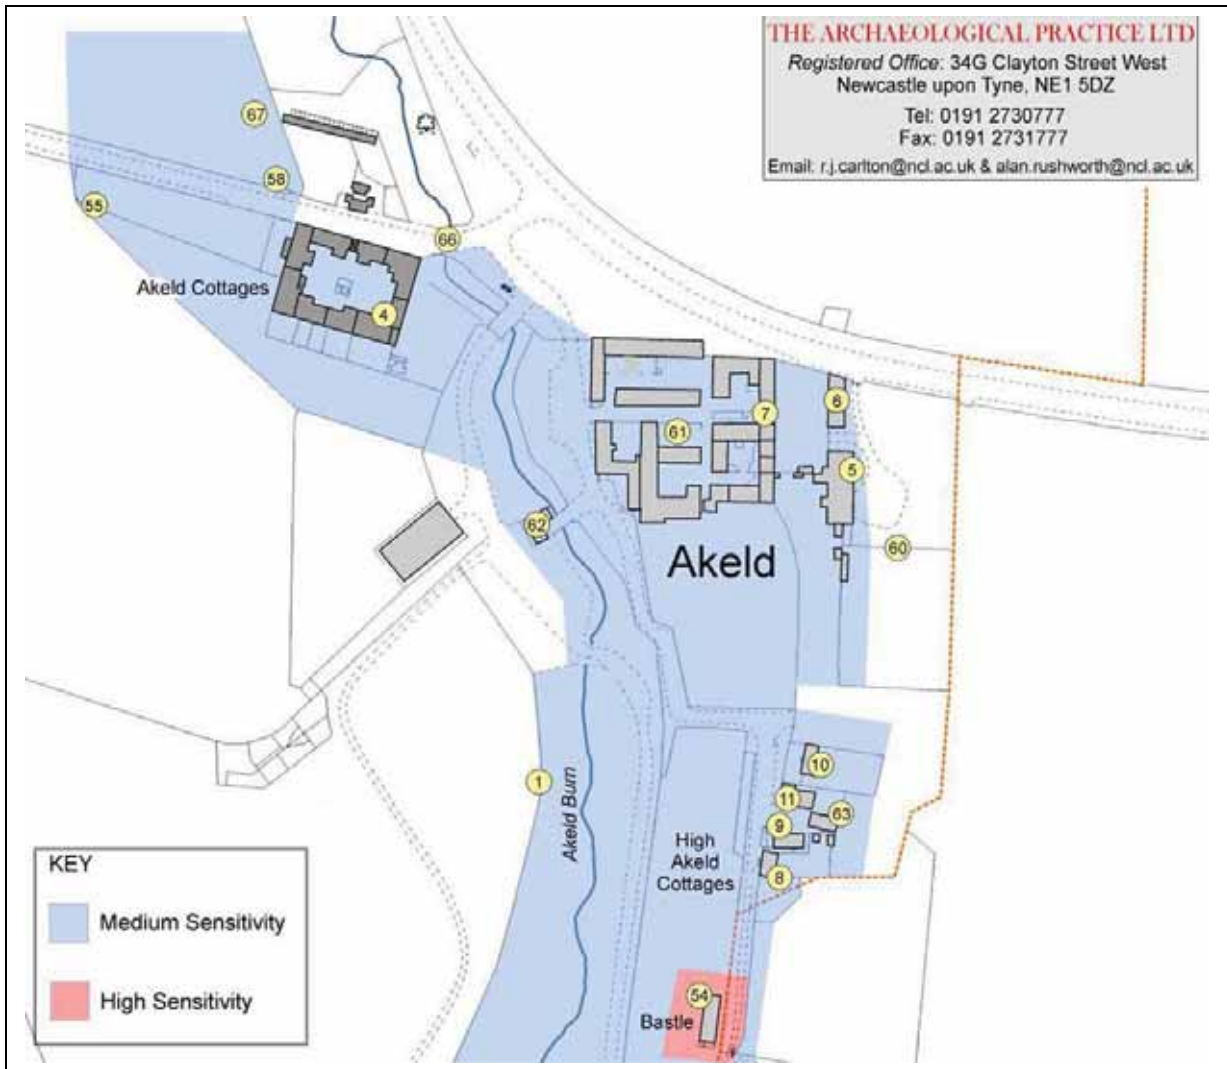 THE ARCHAEOLOGICAL PRACTICE LTD
Registered Office: 34G Clayton Street West
Newcastle upon Tyne, NE1 5DZ
Tel: 0191 2730777
Fax: 0191 2731777
Email: r.j.carlton@ncl.ac.uk & alan.rushworth@ncl.ac.uk
67
58
55
66
Akeld Cottages
4
6
7
61
5
62
60
Akeld
10
1
11
63
Akeld Burn
9
High
Akeld
Cottages
8
KEY
Medium Sensitivity
High Sensitivity
54
Bastle